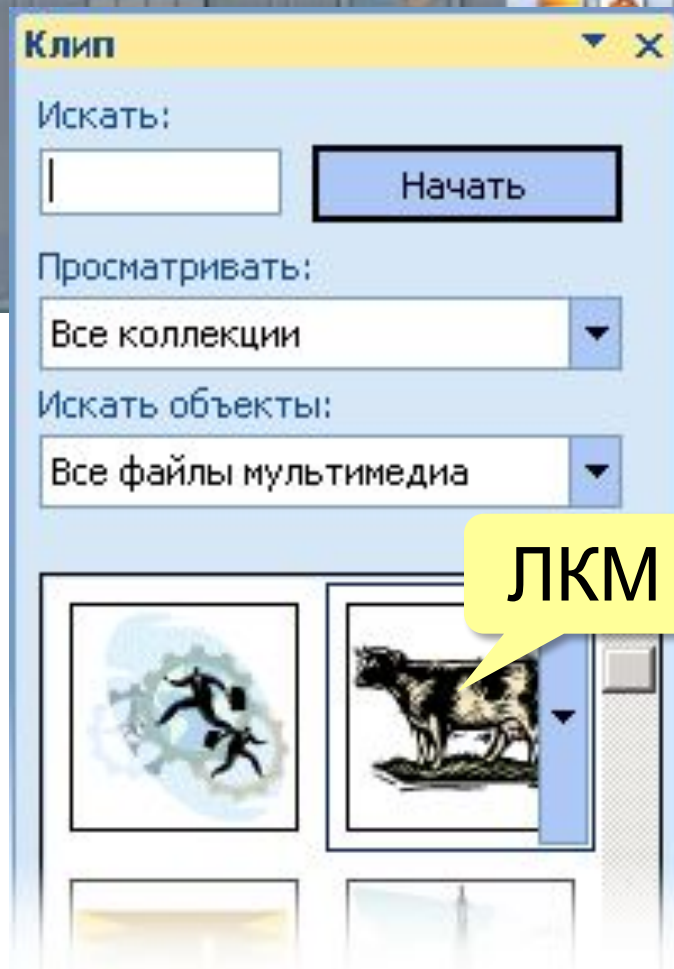 Клип
Искать:
Начать
Просматривать:
Все коллекции
Искать объекты:
Все файлы мультимедиа
ЛКМ